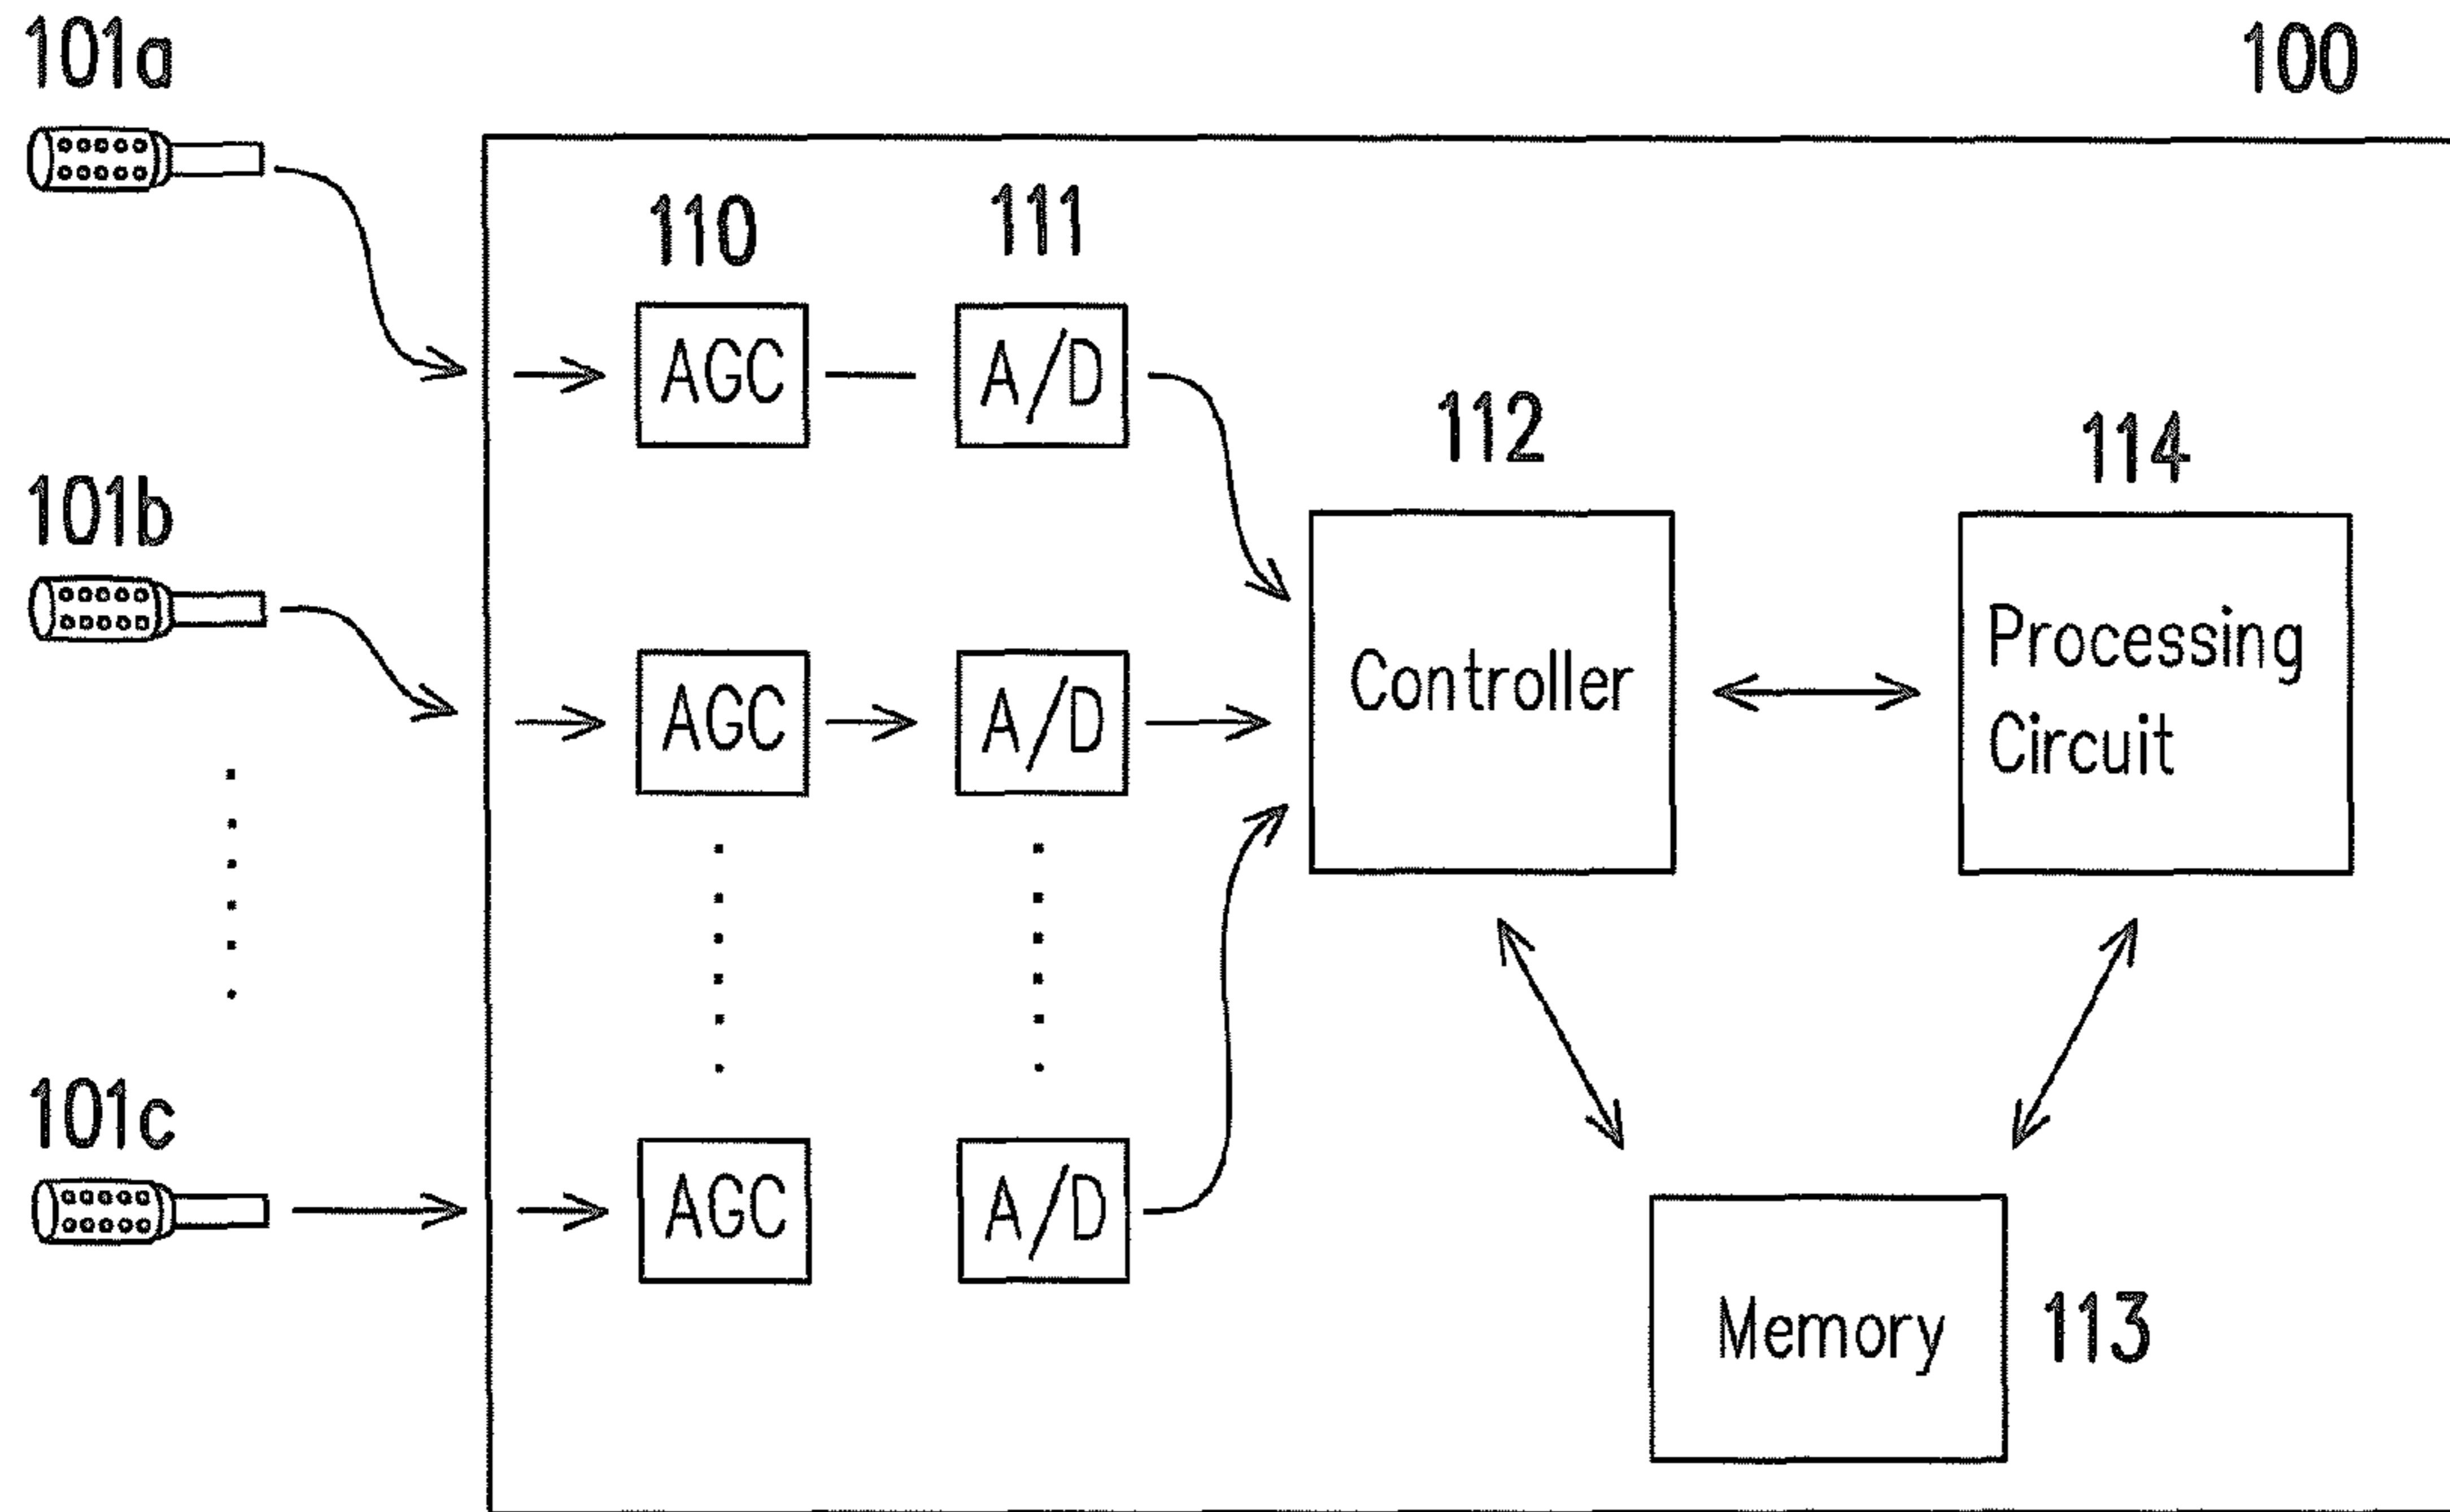 101a
100
110
111
AGC
A/D
112
114
101b
Processing
Circuit
Controller
AGC
A/D
101c
AGC
A/D
Memory
113